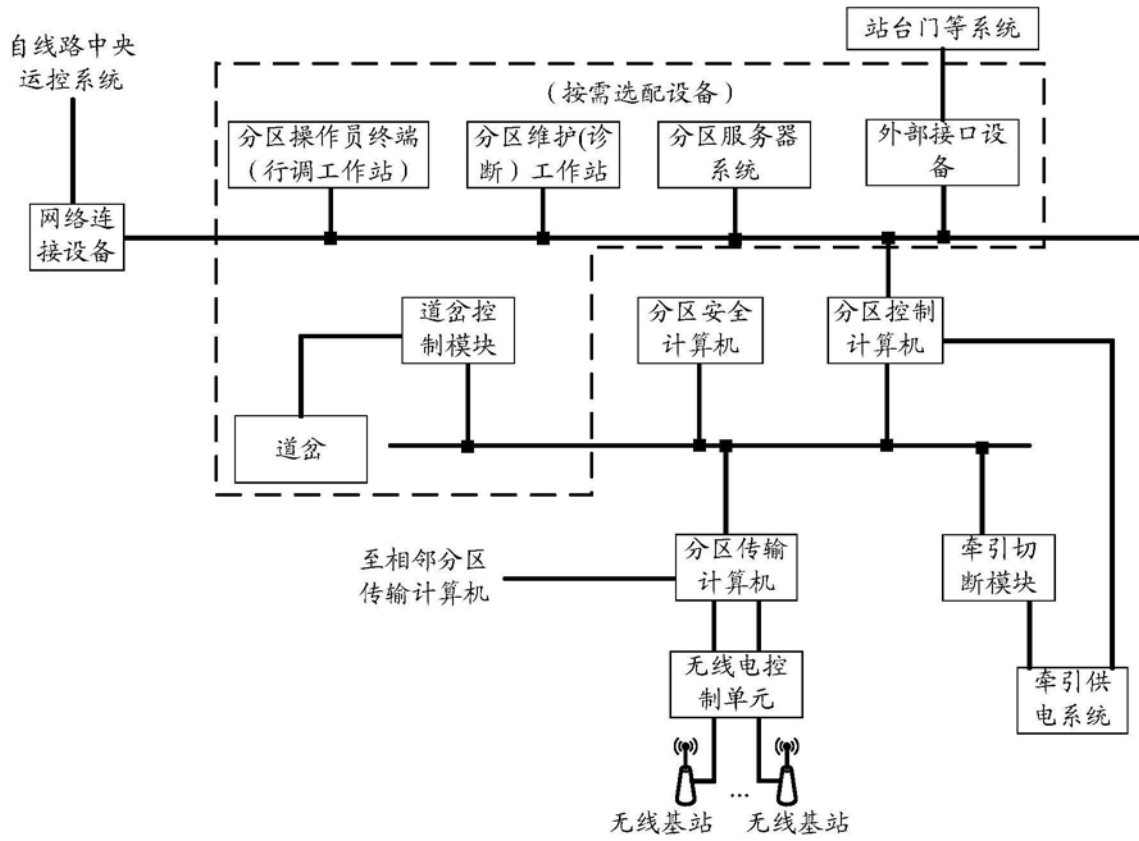 站台门等系统
自线路中央
运控系统
（按需选配设备）
分区操作员终端
（行调工作站）
分区维护(诊
断）工作站
分区服务器
系统
外部接口设
备
网络连
接设备
道岔控
制模块
分区安全
计算机
分区控制
计算机
道岔
至相邻分区
传输计算机
分区传输
计算机
牵引切
断模块
无线电控
制单元
牵引供
电系统
...
无线基站
无线基站